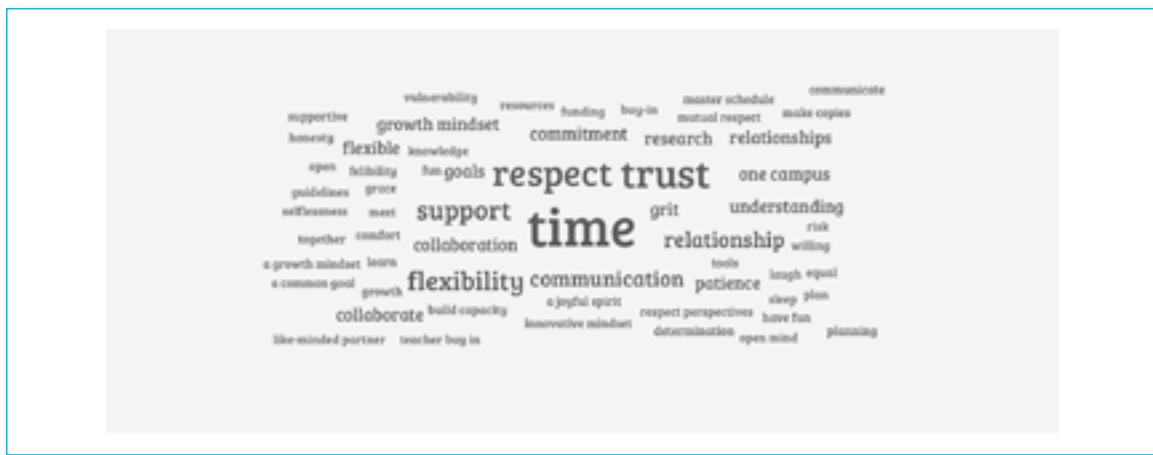 communicate
vulnerability resources funding buy-in master schedule
supportive growth mindset mutual respect make copies
honesty commitment research relationships
flexible knowledge
open felibility fun goals respect trust one campus
guidelines grace
selflessness meet support time grit understanding
together comfort collaboration relationship risk
willing
a growth mindset learn tools
a common goal growth flexibility communication patience laugh equal
collaborate build capacity a joyful spirit sleep plan
innovative mindset respect perspectives have fun
like-minded partner teacher buy in determination open mind planning